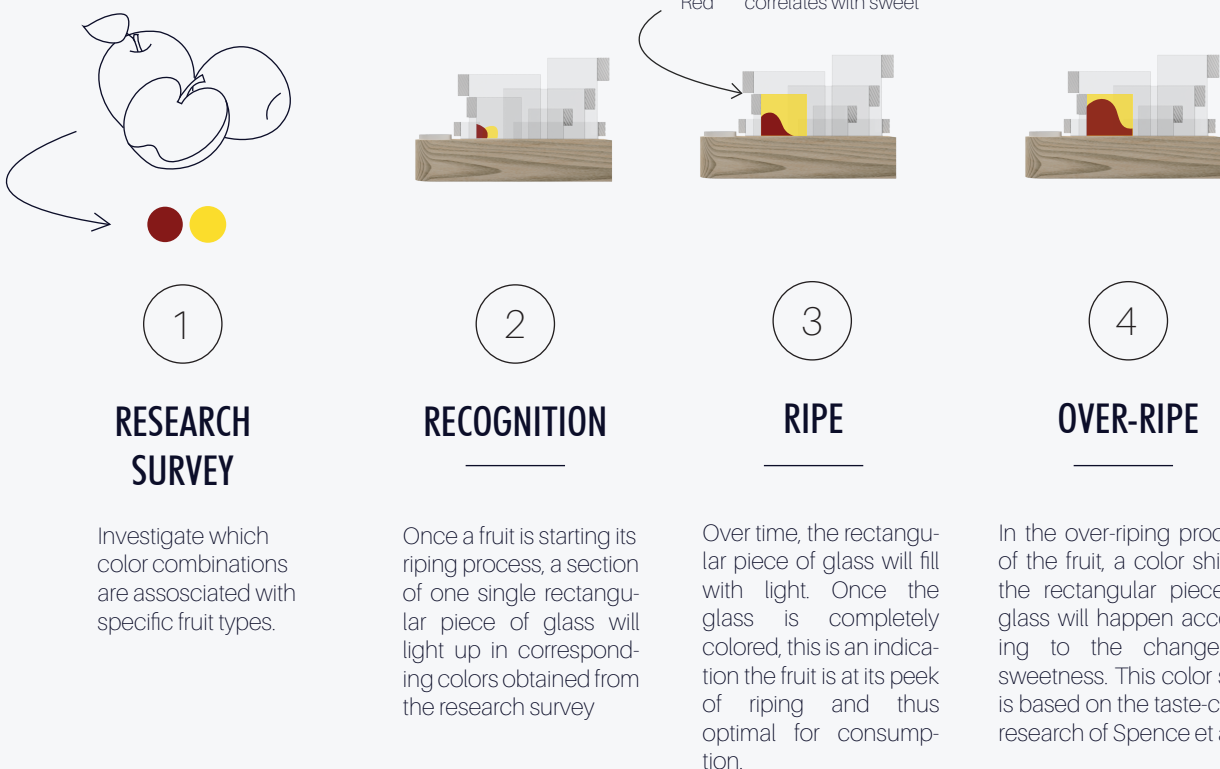 Red correlates with sweet
1
RESEARCH
SURVEY
Investigate which
color combinations
are assosciated with
specific fruit types.
2
RECOGNITION
Once a fruit is starting its
riping process, a section
of one single rectangu-
lar piece of glass will
light up in correspond-
ing colors obtained from
the research survey
3
RIPE
Over time, the rectangu-
lar piece of glass will fill
with light. Once the
glass is completely
colored, this is an indica-
tion the fruit is at its peek
of riping and thus
optimal for consump-
tion.
4
OVER-RIPE
In the over-riping
of the fruit, a color
the rectangular
glass will happen
ing to the
sweetness. This color
is based on the
research of Spence et